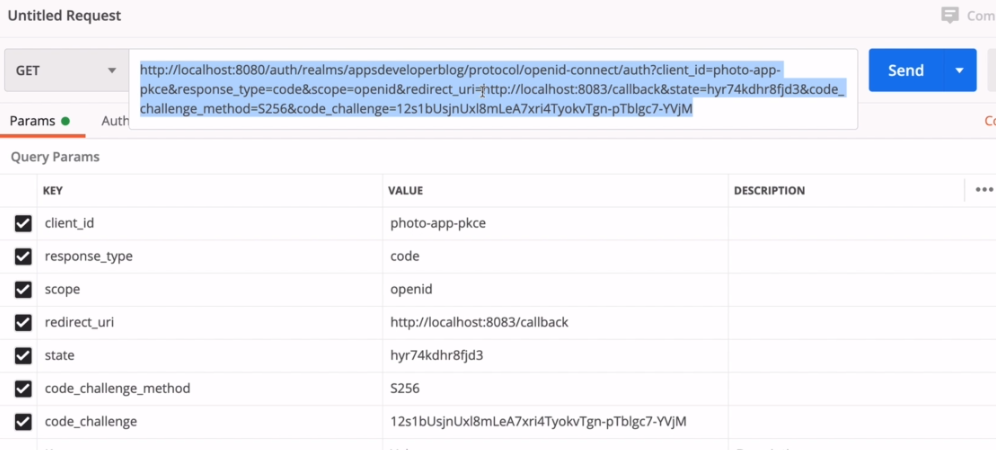 Untitled Request
Com
GET
http://localhost:8080/auth/realms/appsdeveloperblog/protocol/openid-connect/auth?client_id=photo-app-
pkce&response_type=code&scope=openid&redirect_uri=http://localhost:8083/callback&state=hyr74kdhr8fjd3&code_
challenge_method=S256&code_challenge=12s1bUsjnUxl8mLeA7xri4TyokvTgn-pTblgc7-YVjM
Send
Params
Auth
Co
Query Params
KEY VALUE DESCRIPTION
client_id photo-app-pkce
response_type code
scope openid
redirect_uri http://localhost:8083/callback
state hyr74kdhr8fjd3
code_challenge_method S256
code_challenge 12s1bUsjnUxl8mLeA7xri4TyokvTgn-pTblgc7-YVjM